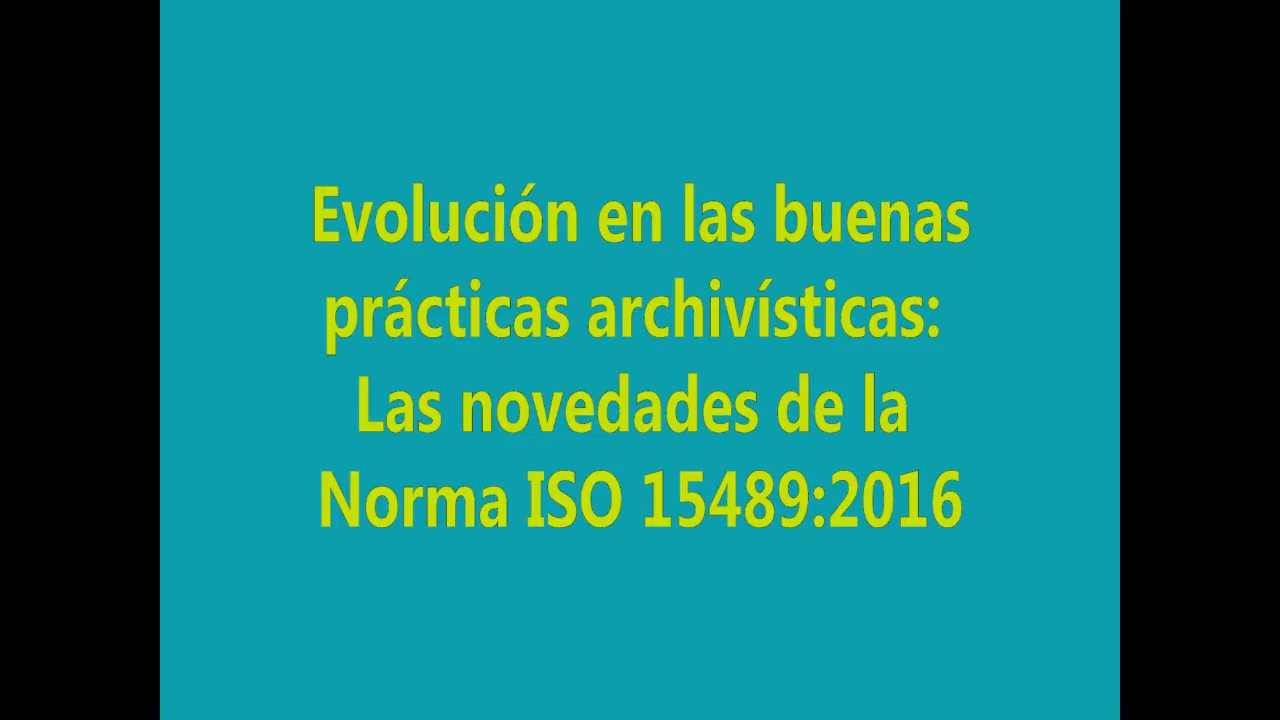 Evolución en las buenas
prácticas archivísticas:
Las novedades de la
Norma ISO 15489:2016